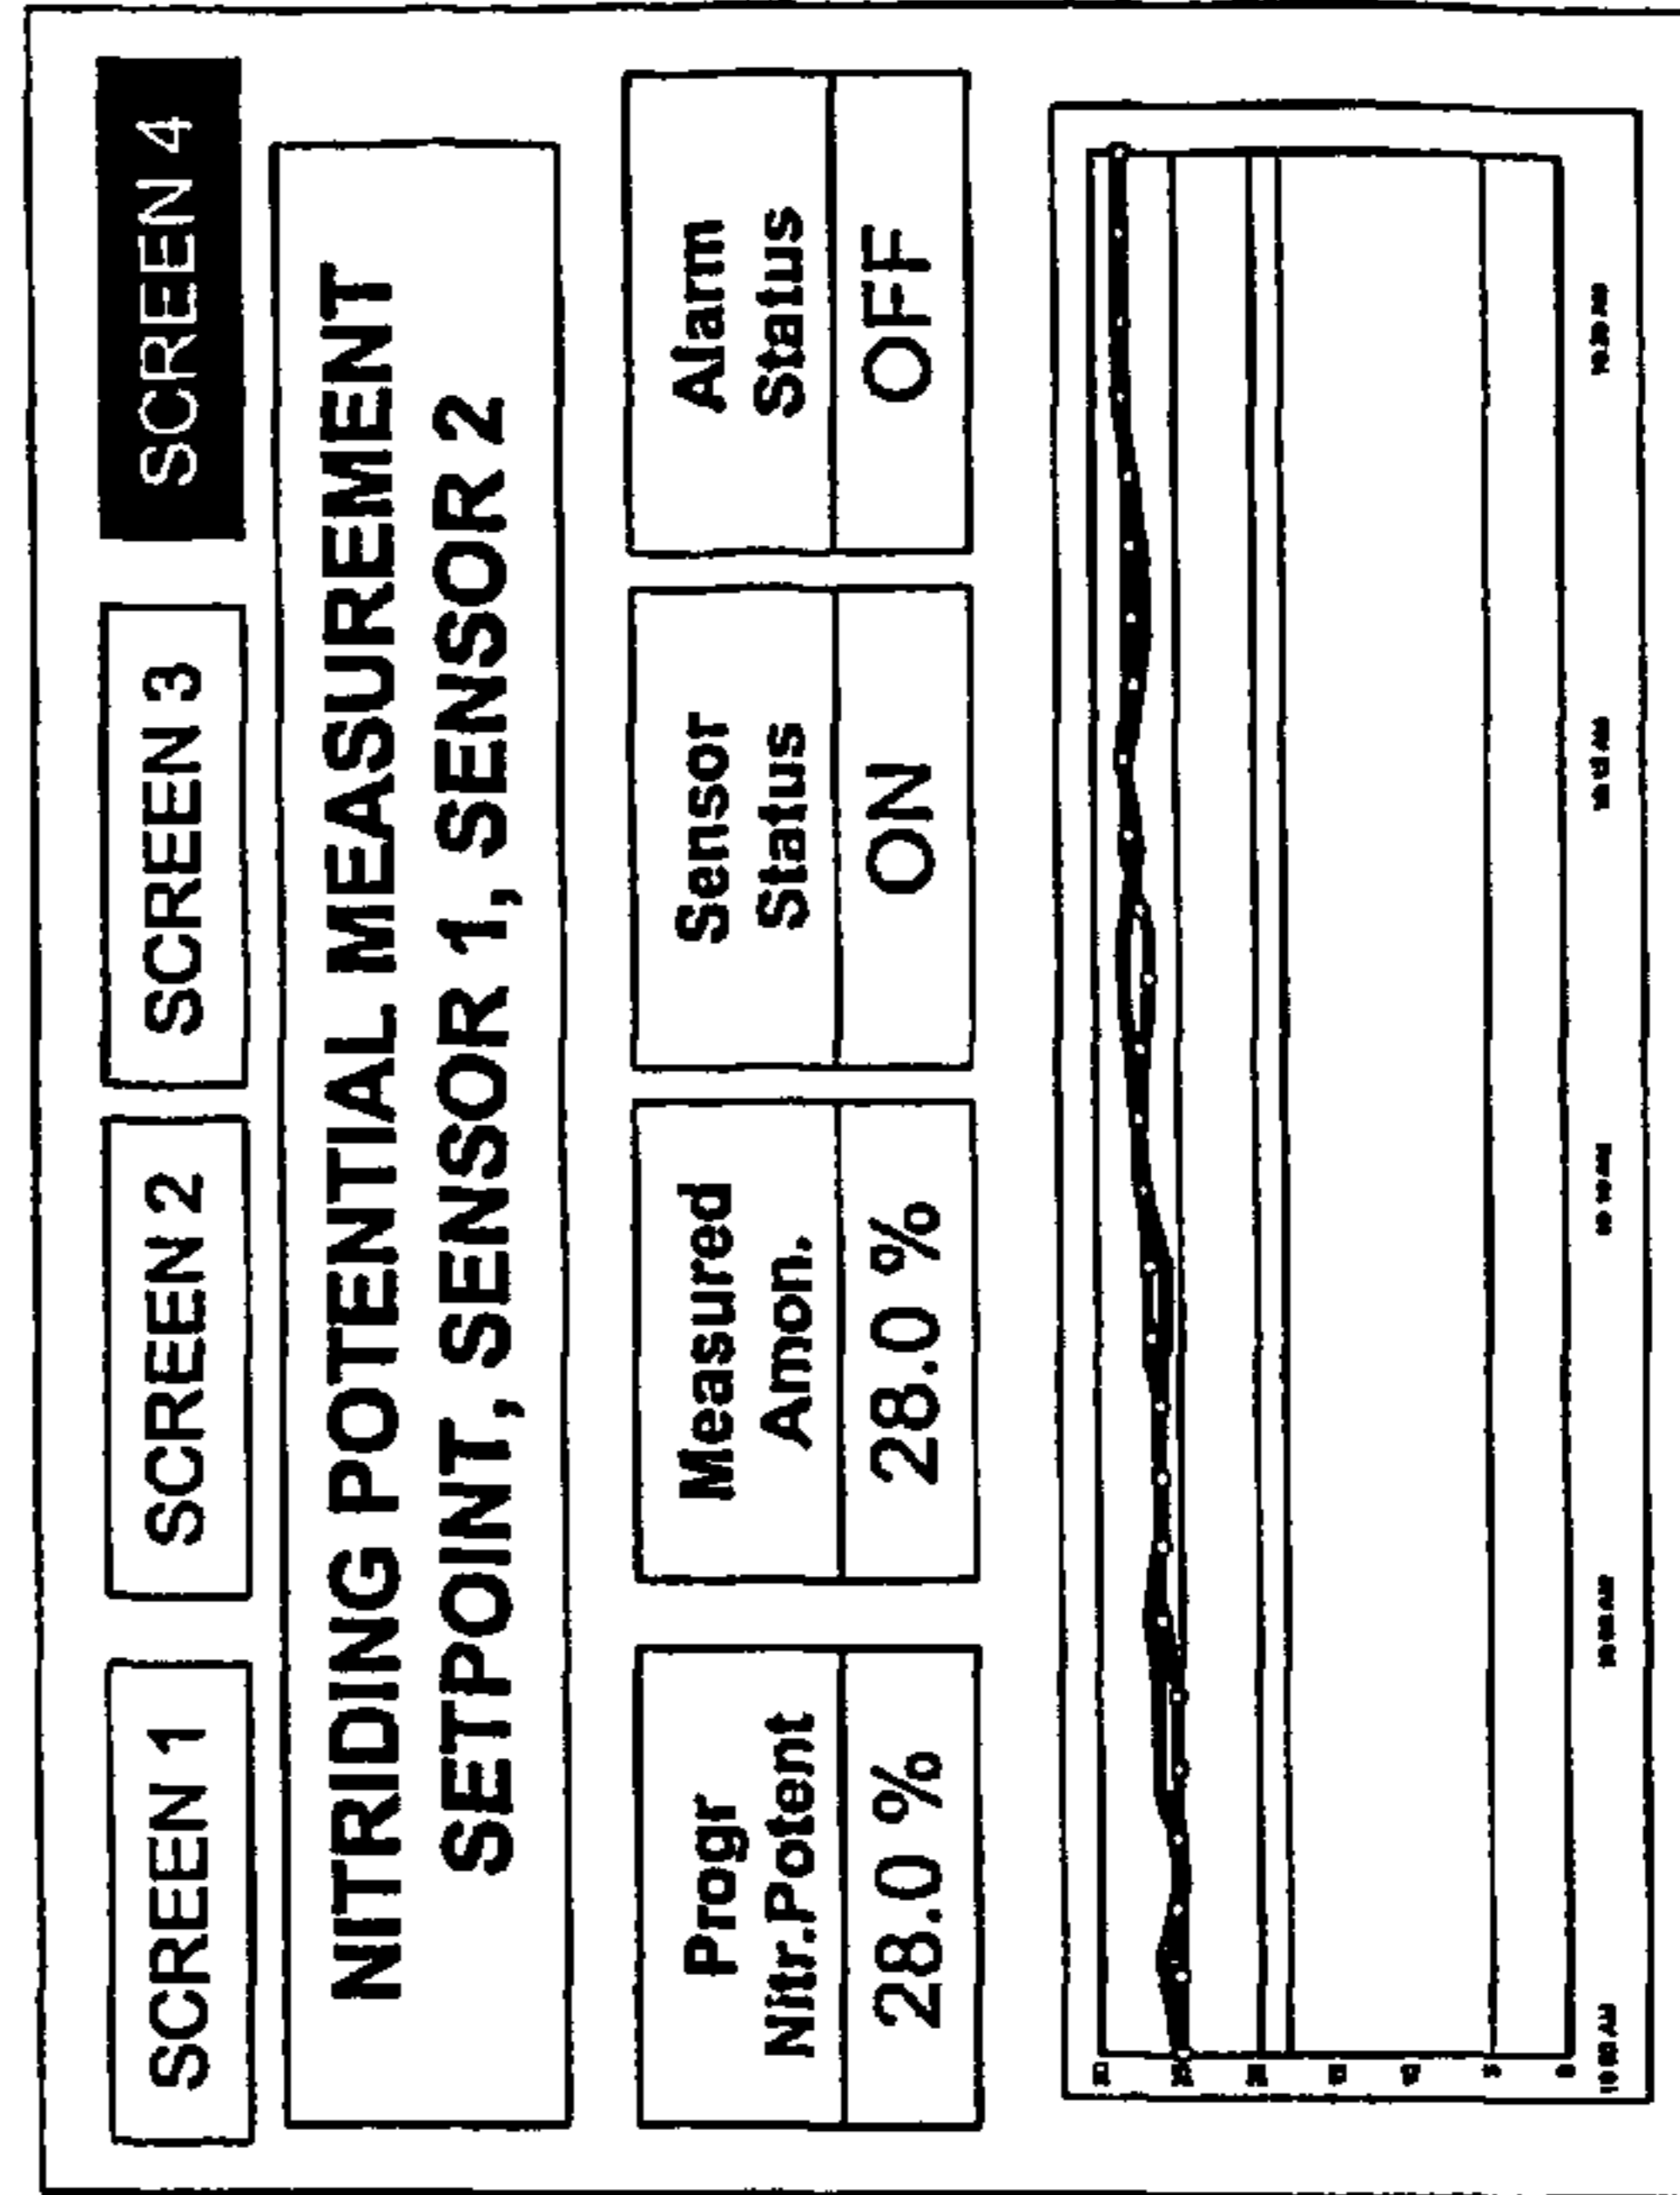 SCREEN 1
SCREEN 2
SCREEN 3
SCREEN 4
NITRIDING POTENTIAL MEASUREMENT
SETPOINT, SENSOR 1, SENSOR 2
Progr
Nitr.Potent
28.0 %
Measured
Amon.
28.0 %
Sensor
Status
ON
Alarm
Status
OFF